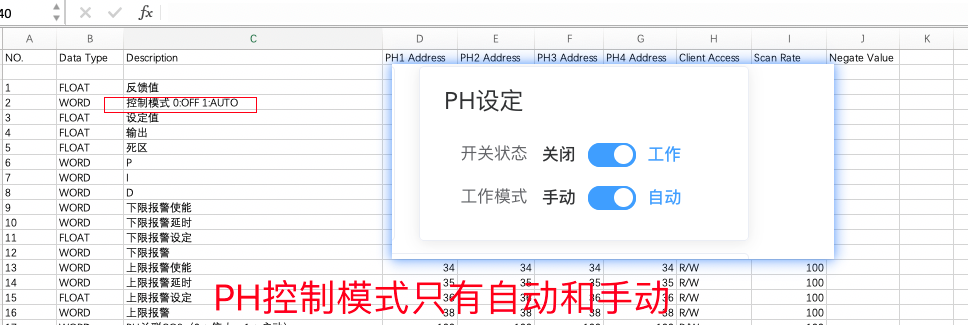 40 fx
A B C D E F G H I J K
NO. Data Type Description PH1 Address PH2 Address PH3 Address PH4 Address Client Access Scan Rate Negate Value
1 FLOAT 反馈值
2 WORD 控制模式 0:OFF 1:AUTO
3 FLOAT 设定值
4 FLOAT 输出
5 FLOAT 死区
6 WORD P
7 WORD I
8 WORD D
9 WORD 下限报警使能
10 WORD 下限报警延时
11 FLOAT 下限报警设定
12 WORD 下限报警
PH设定
开关状态 关闭 工作
工作模式 手动 自动
13 WORD 上限报警使能 34 34 34 34 R/W 100
14 WORD 上限报警延时 35 35 35 35 R/W 100
15 FLOAT 上限报警设定 36 36 36 R/W 100
16 WORD 上限报警 38 38 38 38 R/W 100
PH控制模式只有自动和手动